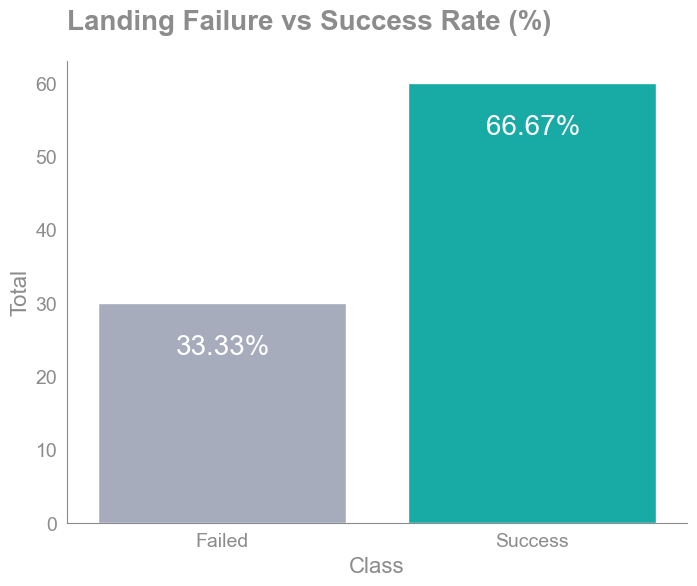 Landing Failure vs Success Rate (%)
60
66.67%
50
40
Total
30
33.33%
20
10
0
Failed Success
Class